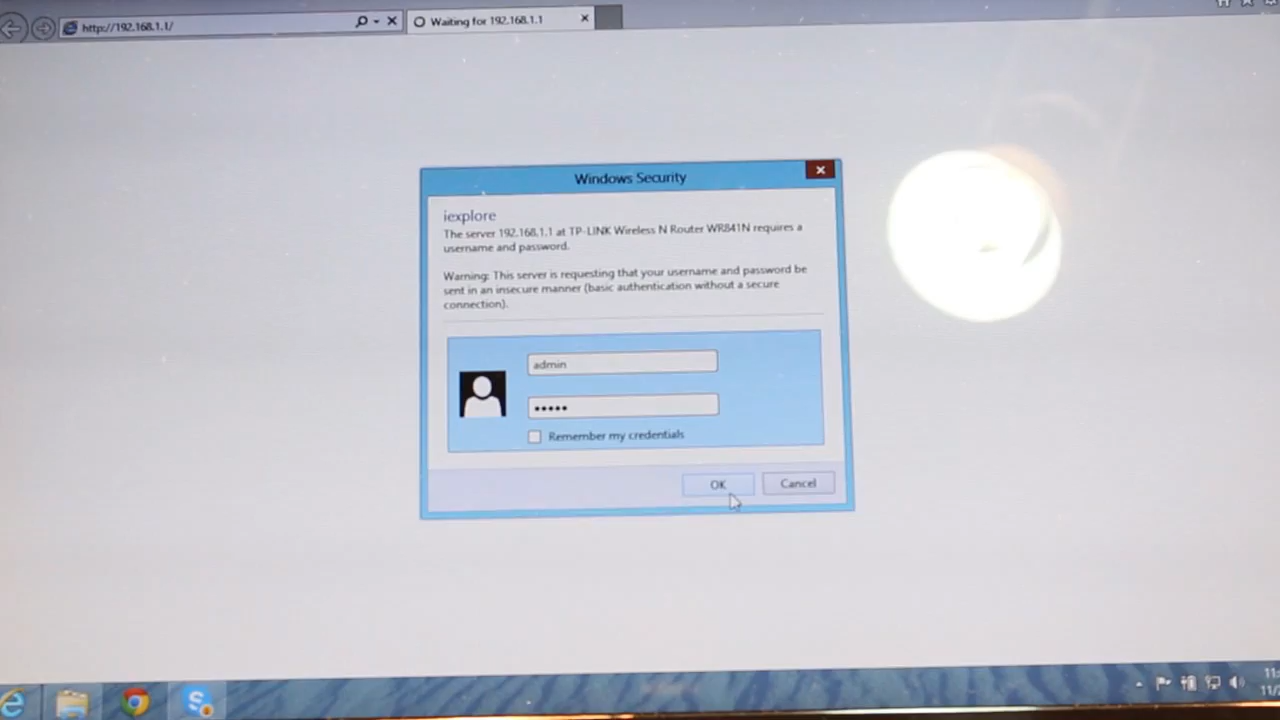 http://192.168.1.1/
Waiting for 192.168.1.1
Windows Security
iexplore
The server 192.168.1.1 at TP-LINK Wireless N Router WR841N requires a
username and password.
Warning: This server is requesting that your username and password be
sent in an insecure manner (basic authentication without a secure
connection).
admin
•••••
Remember my credentials
OK
Cancel
11:
11/